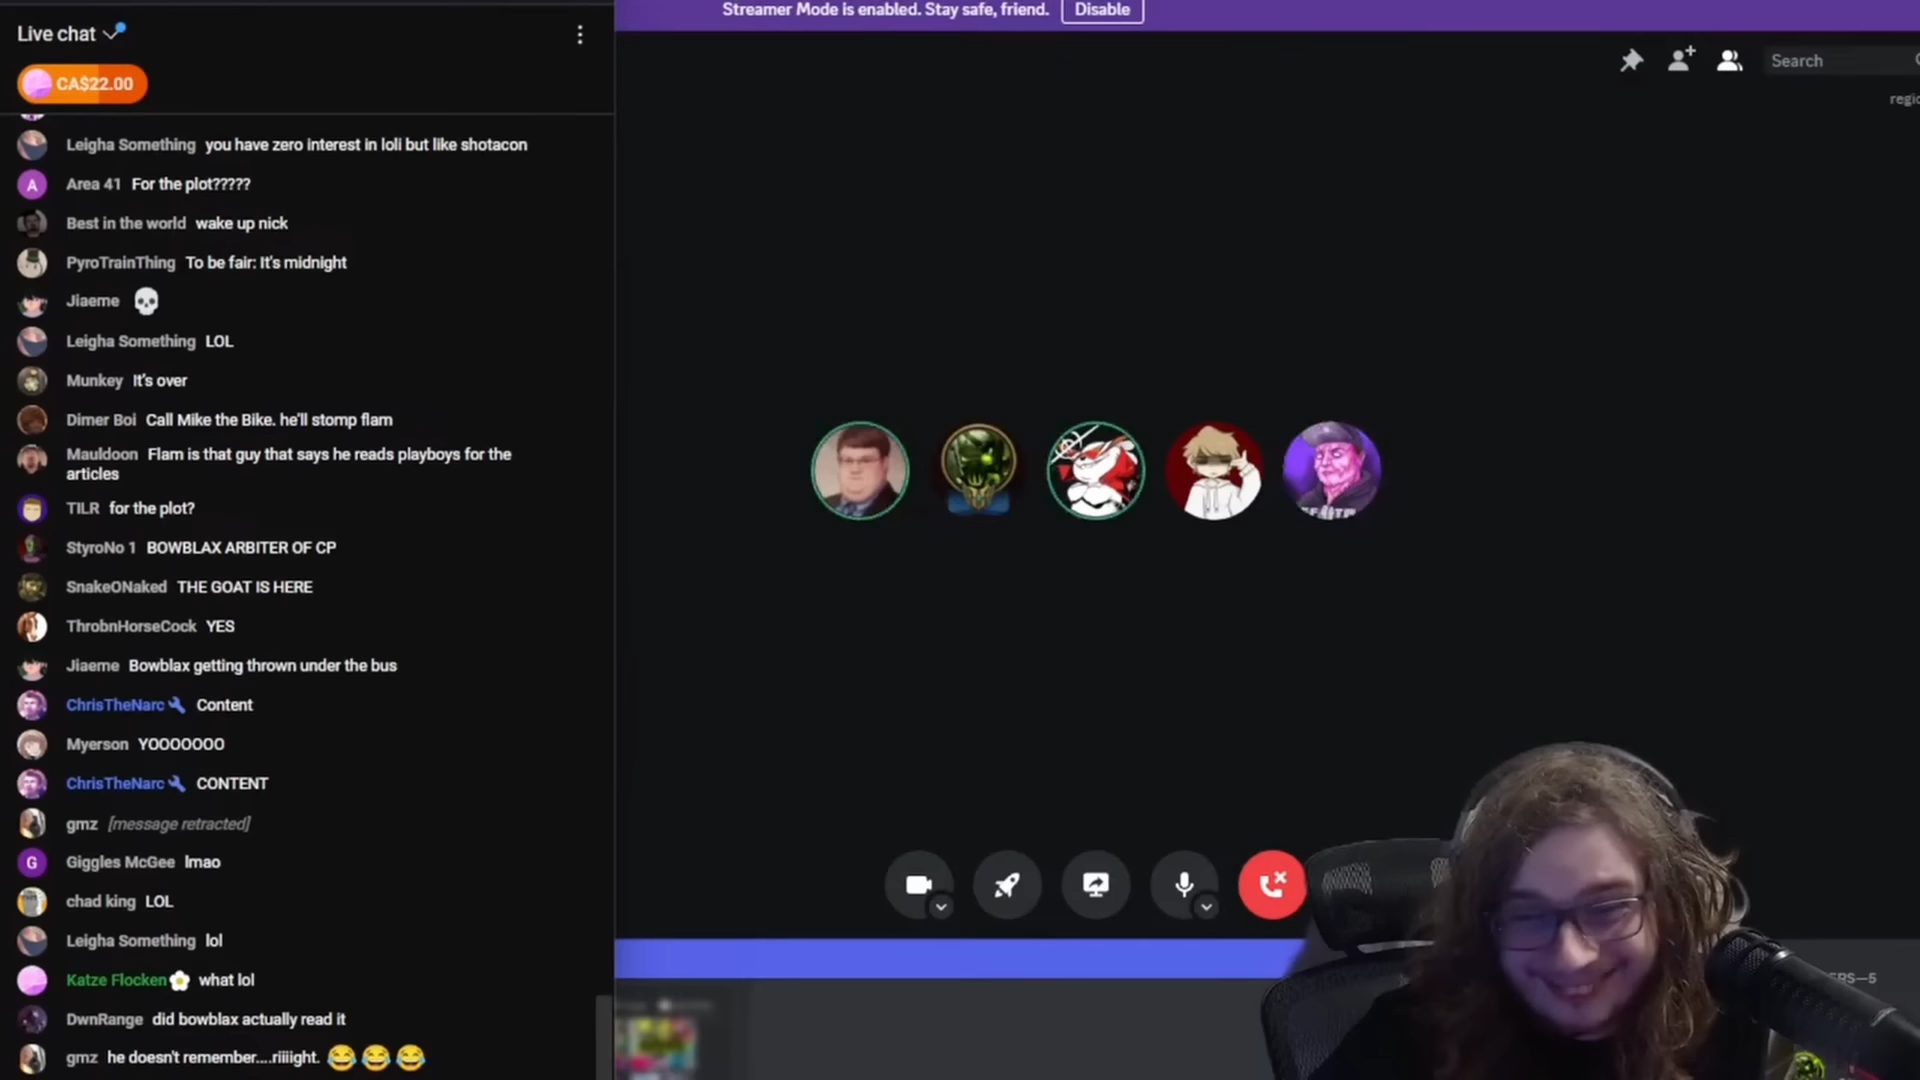 Live chat
CA$22.00
Leigha Something you have zero interest in loli but like shotacon
A Area 41 For the plot?????
Best in the world wake up nick
PyroTrainThing To be fair: It's midnight
Jiaeme 💀
Leigha Something LOL
Munkey It's over
Dimer Boi Call Mike the Bike. he'll stomp flam
Mauldoon Flam is that guy that says he reads playboys for the
articles
TILR for the plot?
StyroNo 1 BOWBLAX ARBITER OF CP
SnakeONaked THE GOAT IS HERE
ThrobnHorseCock YES
Jiaeme Bowblax getting thrown under the bus
ChrisTheNarc Content
Myerson YOOOOOOO
ChrisTheNarc CONTENT
gmz [message retracted]
G Giggles McGee lmao
chad king LOL
Leigha Something lol
Katze Flocken what lol
DwnRange did bowblax actually read it
gmz he doesn't remember....riiiight. 😂😂😂
Streamer Mode is enabled. Stay safe, friend. Disable
Search
regio
ERS—5